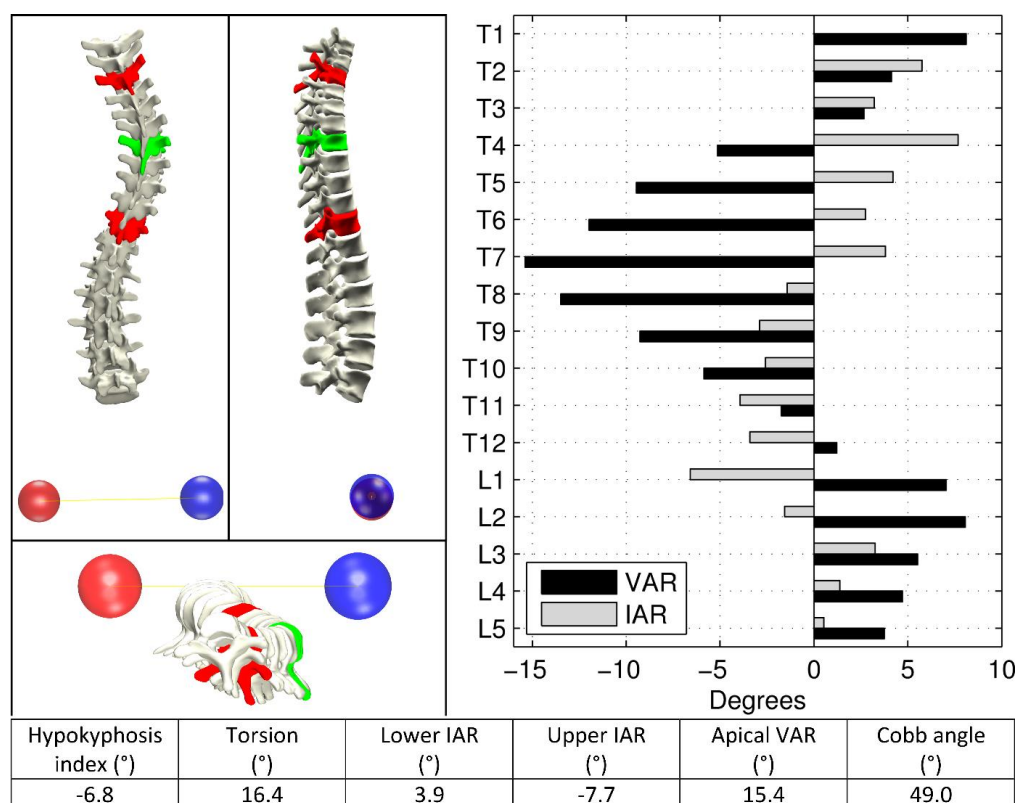 T1
T2
T3
T4
T5
T6
T7
T8
T9
T10
T11
T12
L1
L2
L3
L4
L5
VAR
IAR
−15 −10 −5 0 5 10
Degrees
Hypokyphosis index (°) Torsion (°) Lower IAR (°) Upper IAR (°) Apical VAR (°) Cobb angle (°)
-6.8 16.4 3.9 -7.7 15.4 49.0